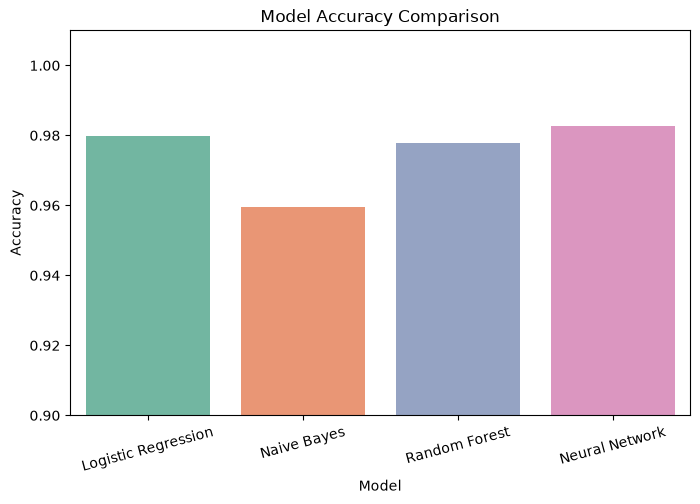 Model Accuracy Comparison
Accuracy
1.00
0.98
0.96
0.94
0.92
0.90
Logistic Regression
Naive Bayes
Random Forest
Neural Network
Model